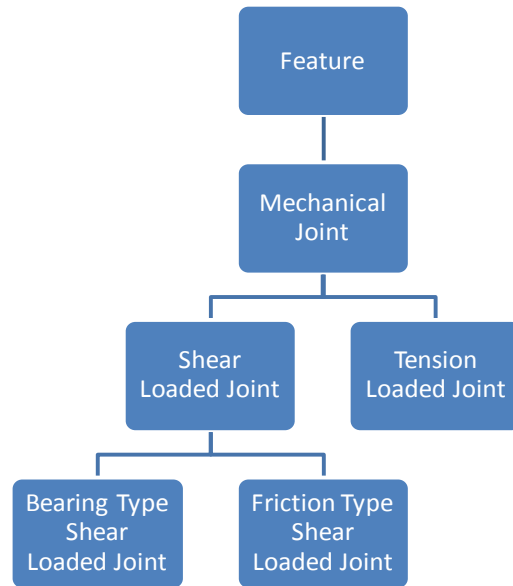 Feature
Mechanical
Joint
Shear
Loaded Joint
Tension
Loaded Joint
Bearing Type
Shear
Loaded Joint
Friction Type
Shear
Loaded Joint